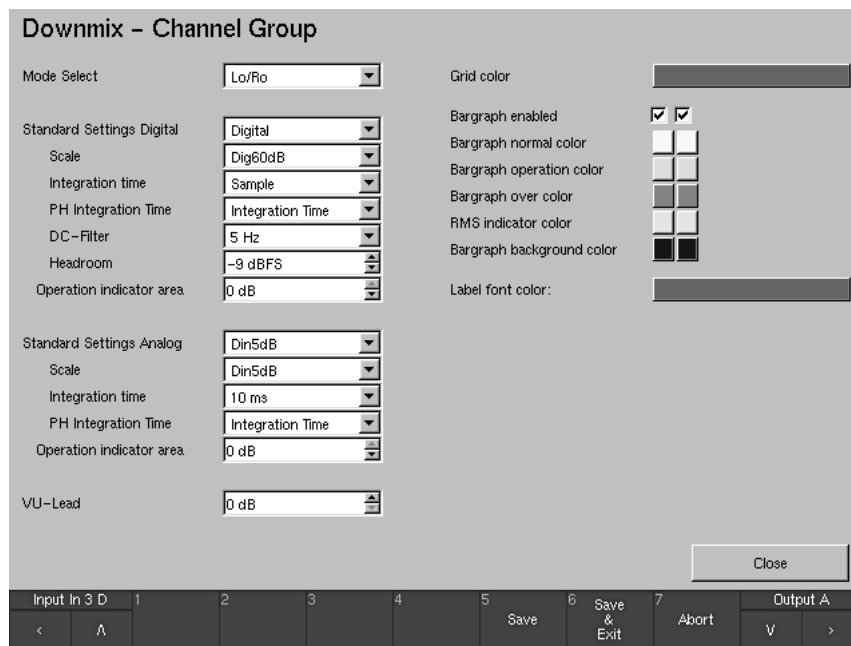 Downmix – Channel Group
Mode Select Lo/Ro
Standard Settings Digital Digital
Scale Dig60dB
Integration time Sample
PH Integration Time Integration Time
DC-Filter 5 Hz
Headroom -9 dBFS
Operation indicator area 0 dB
Standard Settings Analog Din5dB
Scale Din5dB
Integration time 10 ms
PH Integration Time Integration Time
Operation indicator area 0 dB
VU-Lead 0 dB
Grid color
Bargraph enabled
Bargraph normal color
Bargraph operation color
Bargraph over color
RMS indicator color
Bargraph background color
Label font color:
Close
Input In 3 D 1 2 3 4 5 Save 6 Save & Exit 7 Abort Output A
< Λ V >